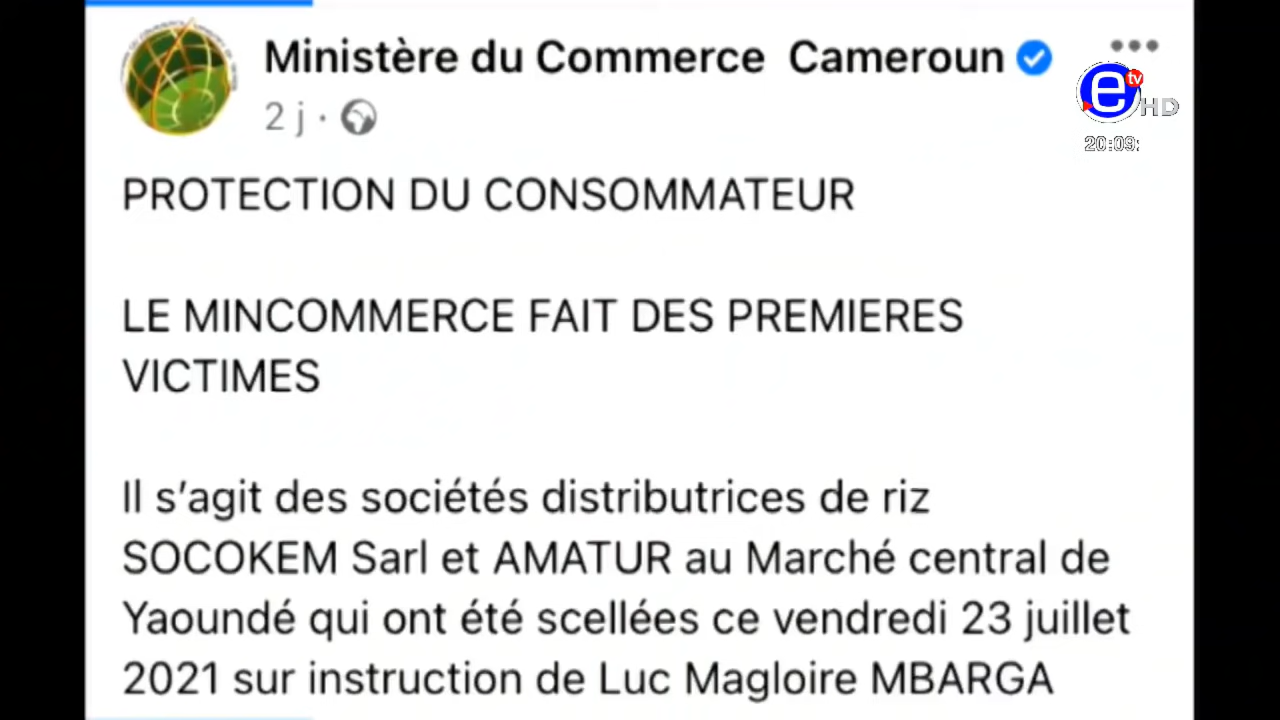 Ministère du Commerce Cameroun
2 j ·
e tv HD
20:09:
PROTECTION DU CONSOMMATEUR
LE MINCOMMERCE FAIT DES PREMIERES
VICTIMES
Il s’agit des sociétés distributrices de riz
SOCOKEM Sarl et AMATUR au Marché central de
Yaoundé qui ont été scellées ce vendredi 23 juillet
2021 sur instruction de Luc Magloire MBARGA